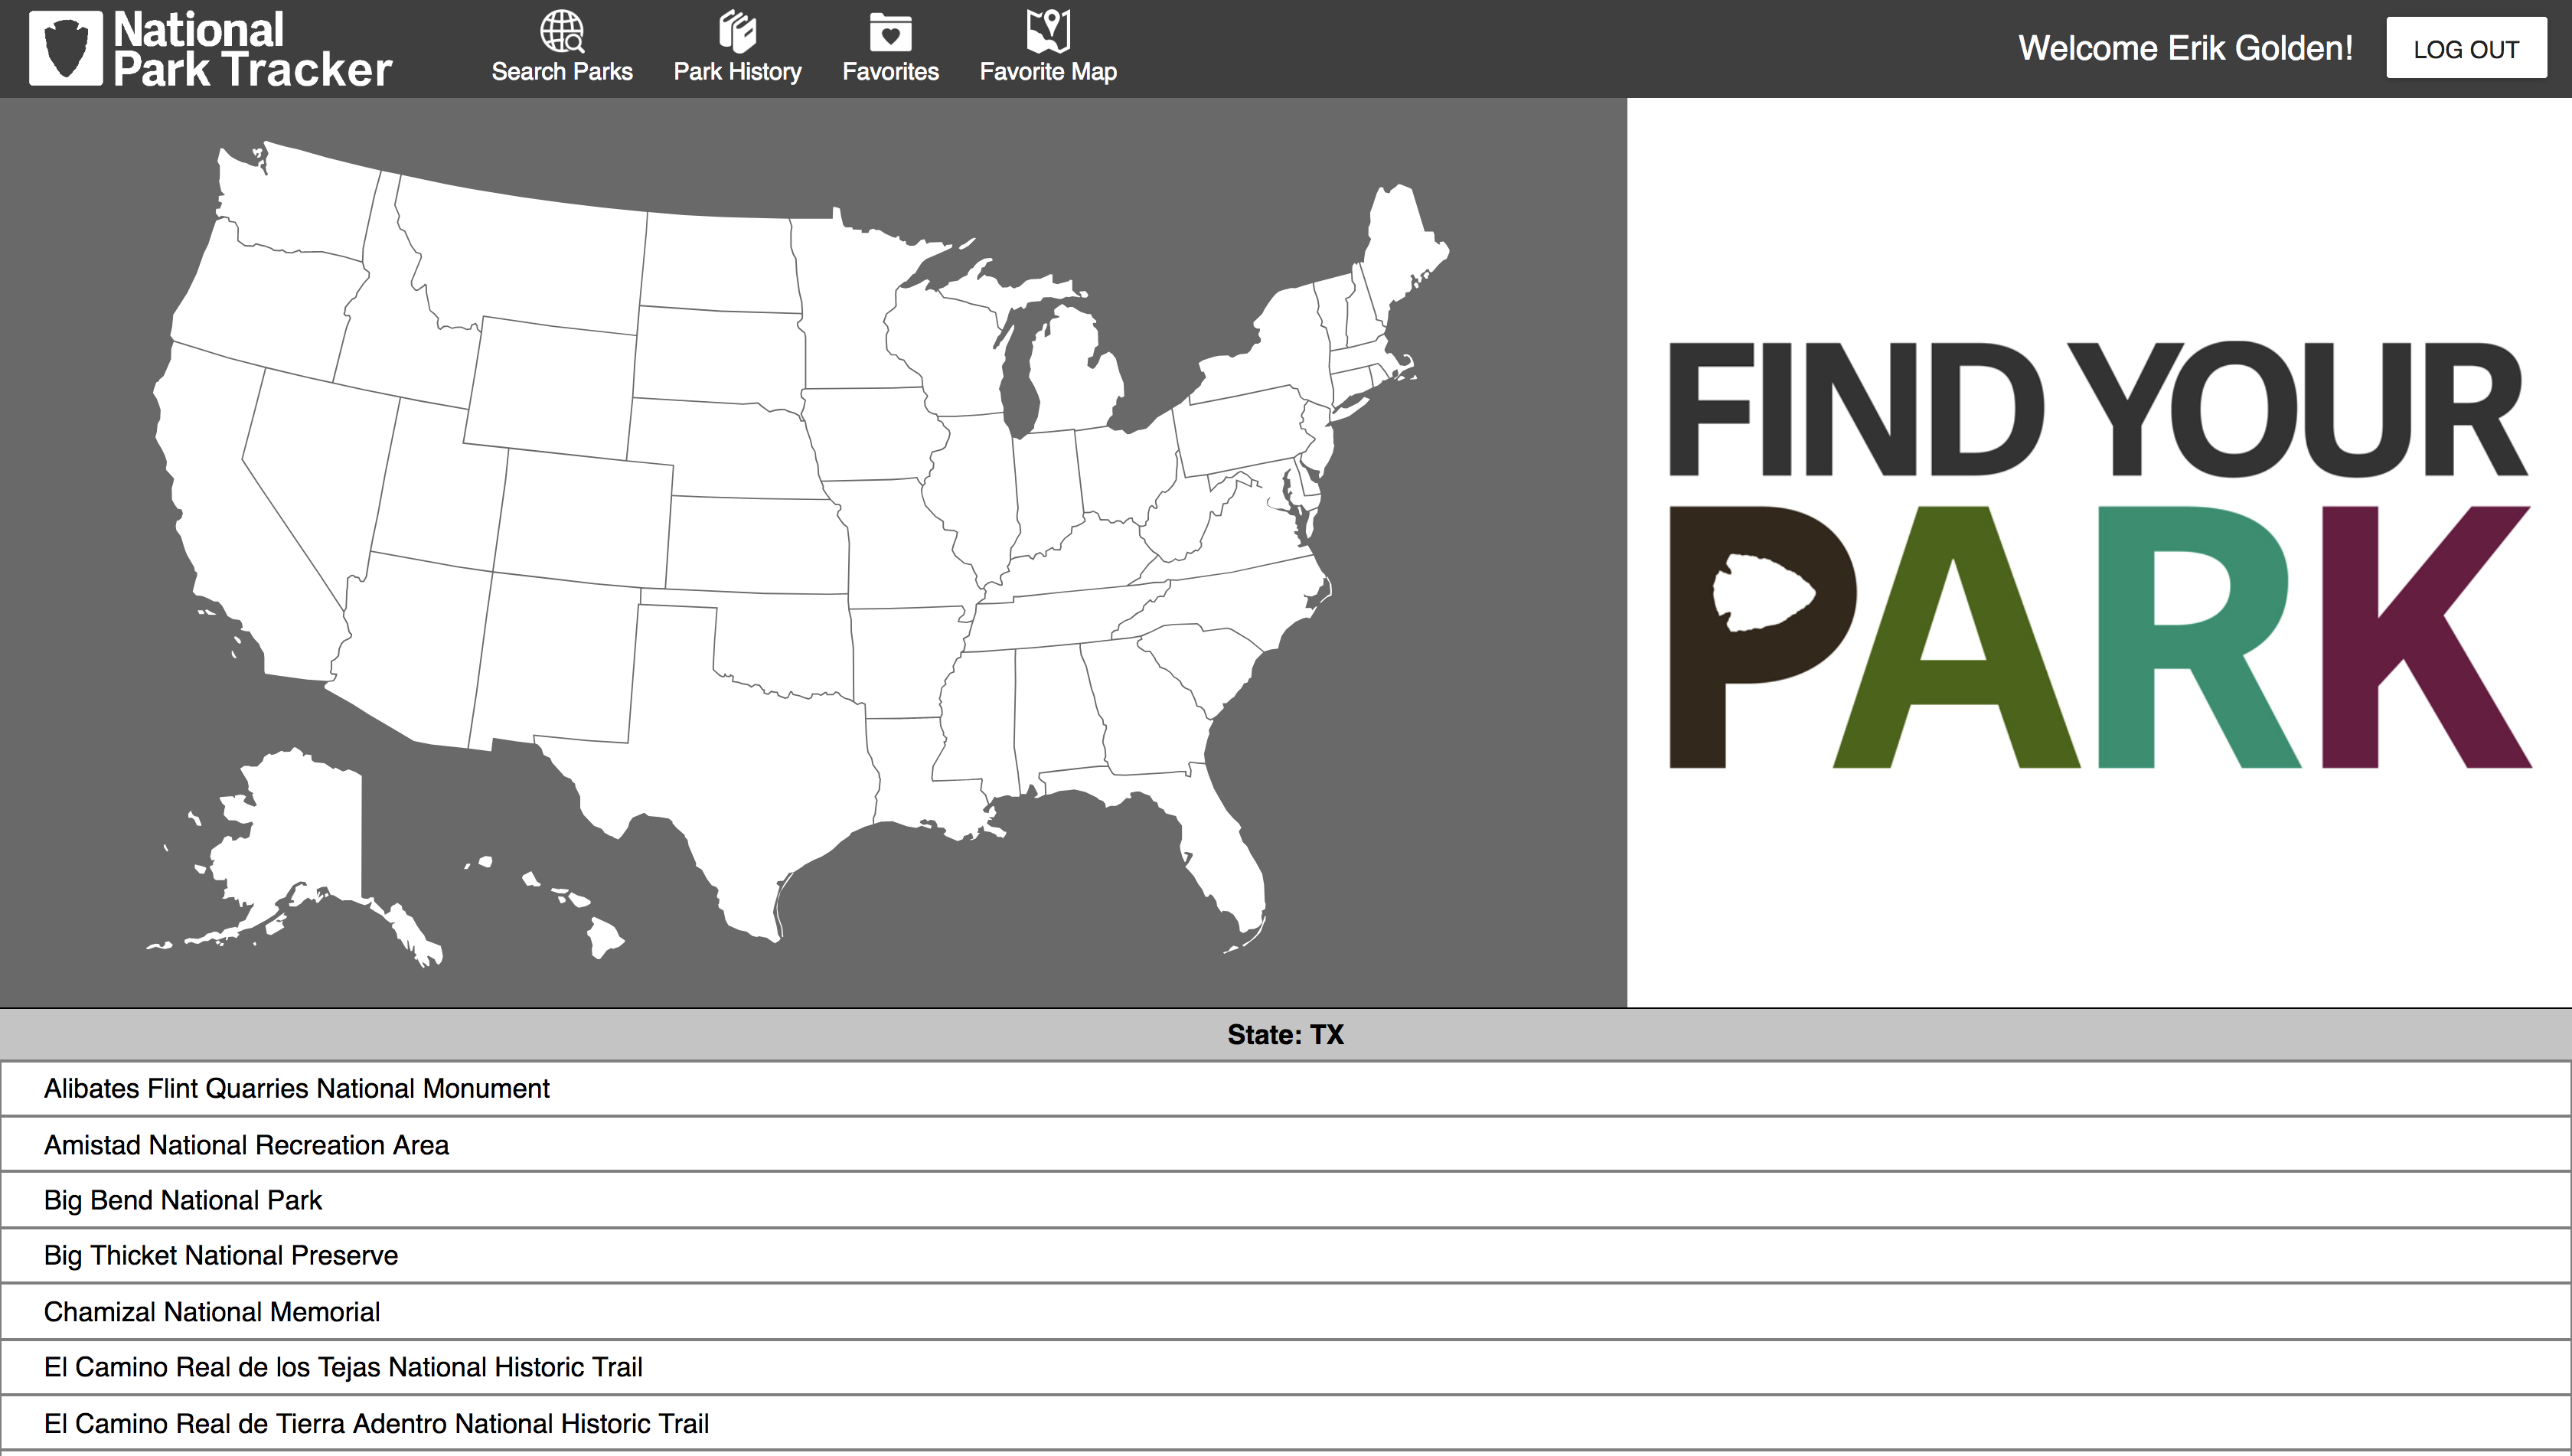 National
Park Tracker
Search Parks
Park History
Favorites
Favorite Map
Welcome Erik Golden!
LOG OUT
FIND YOUR
PARK
State: TX
Alibates Flint Quarries National Monument
Amistad National Recreation Area
Big Bend National Park
Big Thicket National Preserve
Chamizal National Memorial
El Camino Real de los Tejas National Historic Trail
El Camino Real de Tierra Adentro National Historic Trail